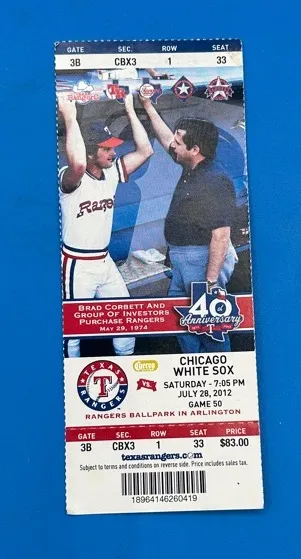 GATE SEC. ROW SEAT
3B CBX3 1 33
Rangers
BRAD CORBETT AND
GROUP OF INVESTORS
PURCHASE RANGERS
MAY 29, 1974
40th
Anniversary
TEXAS
RANGERS
T
VS.
CHICAGO
WHITE SOX
SATURDAY - 7:05 PM
JULY 28, 2012
GAME 50
RANGERS BALLPARK IN ARLINGTON
GATE SEC. ROW SEAT PRICE
3B CBX3 1 33 $83.00
texasrangers.com
Subject to terms and conditions on reverse side. Price includes sales tax.
18964146260419